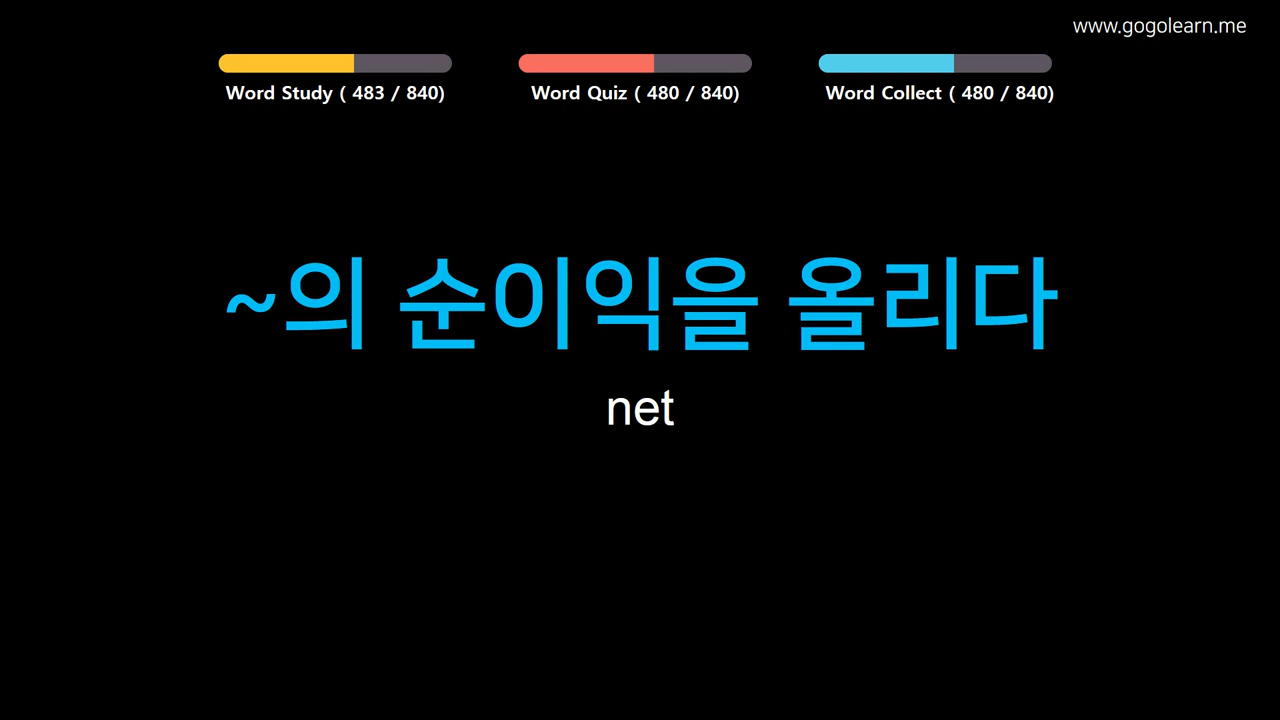 www.gogolearn.me
Word Study ( 483 / 840)
Word Quiz ( 480 / 840)
Word Collect ( 480 / 840)
~의 순이익을 올리다
net